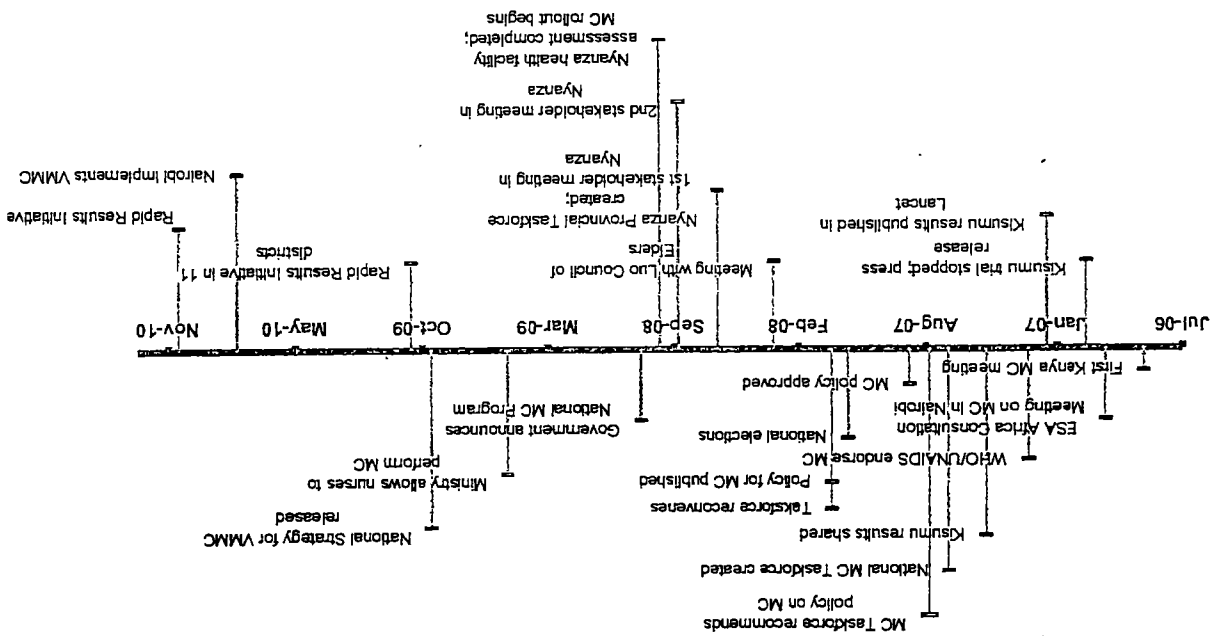 MC Taskforce recommends
policy on MC
National MC Taskforce created
Kisumu results shared
National Strategy for VMMC
released
Taksforce reconvenes
Policy for MC published
Ministry allows nurses to
perform MC
WHO/UNAIDS endorse MC
National elections
Government announces
National MC Program
ESA Africa Consultation
Meeting on MC in Nairobi
MC policy approved
First Kenya MC meeting
Jul-06
Jan-07
Aug-07
Feb-08
Sep-08
Mar-09
Oct-09
May-10
Nov-10
Kisumu trial stopped; press
release
Kisumu results published in
Lancet
Meeting with Luo Council of
Elders
Nyanza Provincial Taskforce
created;
1st stakeholder meeting in
Nyanza
2nd stakeholder meeting in
Nyanza
Nyanza health facility
assessment completed;
MC rollout begins
Rapid Results Initiative in 11
districts
Nairobi Implements VMMC
Rapid Results Initiative